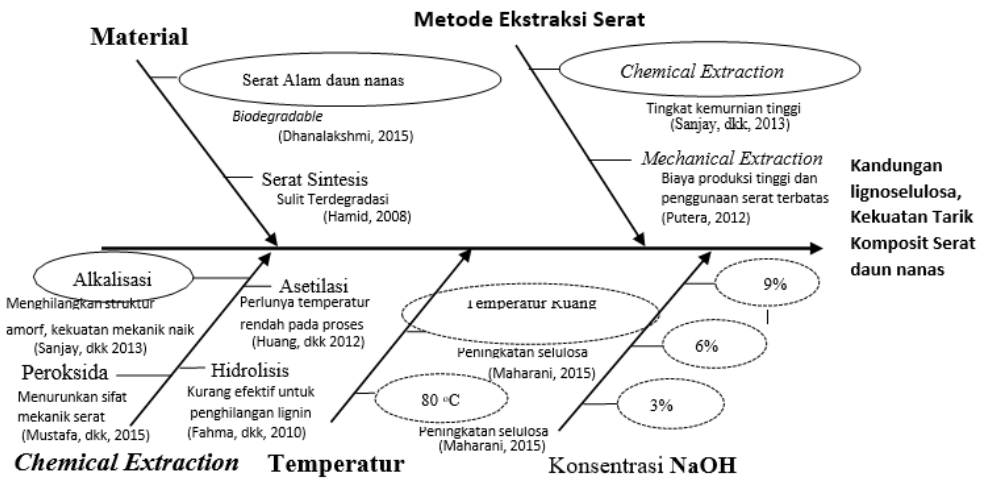 Metode Ekstraksi Serat
Material
Serat Alam daun nanas
Biodegradable
(Dhanalakshmi, 2015)
Serat Sintesis
Sulit Terdegradasi
(Hamid, 2008)
Chemical Extraction
Tingkat kemurnian tinggi
(Sanjay, dkk, 2013)
Mechanical Extraction
Biaya produksi tinggi dan
penggunaan serat terbatas
(Putera, 2012)
Kandungan
lignoselulosa,
Kekuatan Tarik
Komposit Serat
daun nanas
Alkalisasi
Menghilangkan struktur
amorf, kekuatan mekanik naik
(Sanjay, dkk 2013)
Peroksida
Menurunkan sifat
mekanik serat
(Mustafa, dkk, 2015)
Asetilasi
Perlunya temperatur
rendah pada proses
(Huang, dkk 2012)
Hidrolisis
Kurang efektif untuk
penghilangan lignin
(Fahma, dkk, 2010)
Chemical Extraction
Temperatur Ruang
Peningkatan selulosa
(Maharani, 2015)
80 °C
Peningkatan selulosa
(Maharani, 2015)
Temperatur
9%
6%
3%
Konsentrasi NaOH